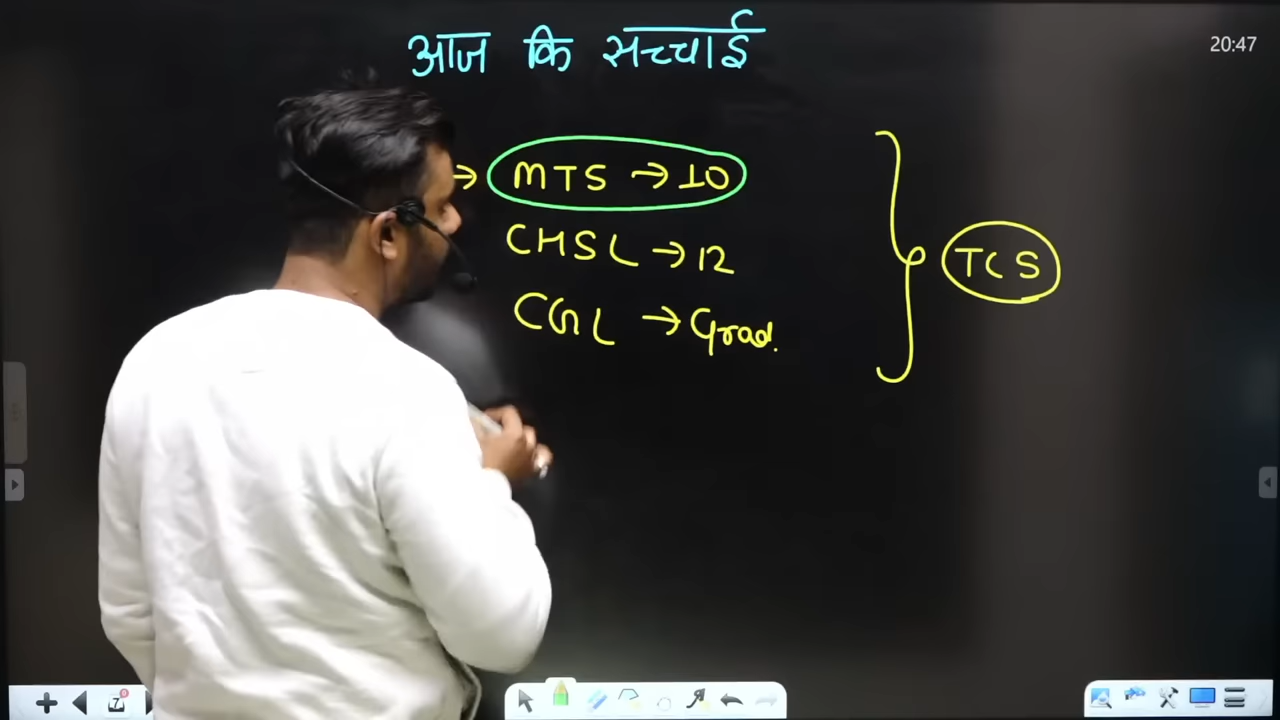 आज कि सच्चाई
20:47
→ MTS → 10
CHSL → 12
CGL → Grad.
TCS